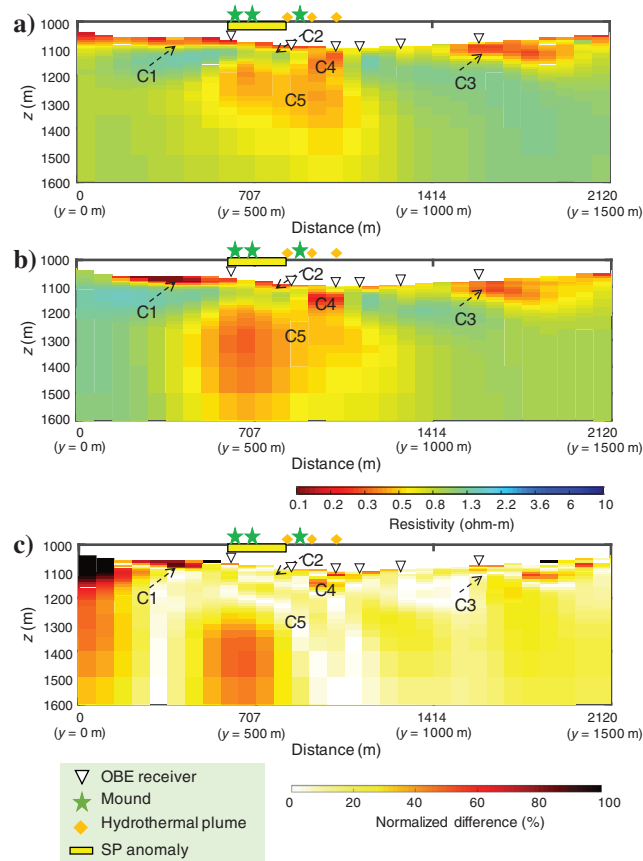 a)
1000
1100
1200
1300
1400
1500
1600
z (m)
C1
C2
C4
C5
C3
0
707
1414
2120
(y = 0 m)
(y = 500 m)
(y = 1000 m)
(y = 1500 m)
Distance (m)
b)
1000
1100
1200
1300
1400
1500
1600
z (m)
C1
C2
C4
C5
C3
0
707
1414
2120
(y = 0 m)
(y = 500 m)
(y = 1000 m)
(y = 1500 m)
Distance (m)
0.1 0.2 0.3 0.5 0.8 1.3 2.2 3.6 6 10
Resistivity (ohm-m)
c)
1000
1100
1200
1300
1400
1500
1600
z (m)
C1
C2
C4
C5
C3
0
707
1414
2120
(y = 0 m)
(y = 500 m)
(y = 1000 m)
(y = 1500 m)
Distance (m)
OBE receiver
Mound
Hydrothermal plume
SP anomaly
0 20 40 60 80 100
Normalized difference (%)